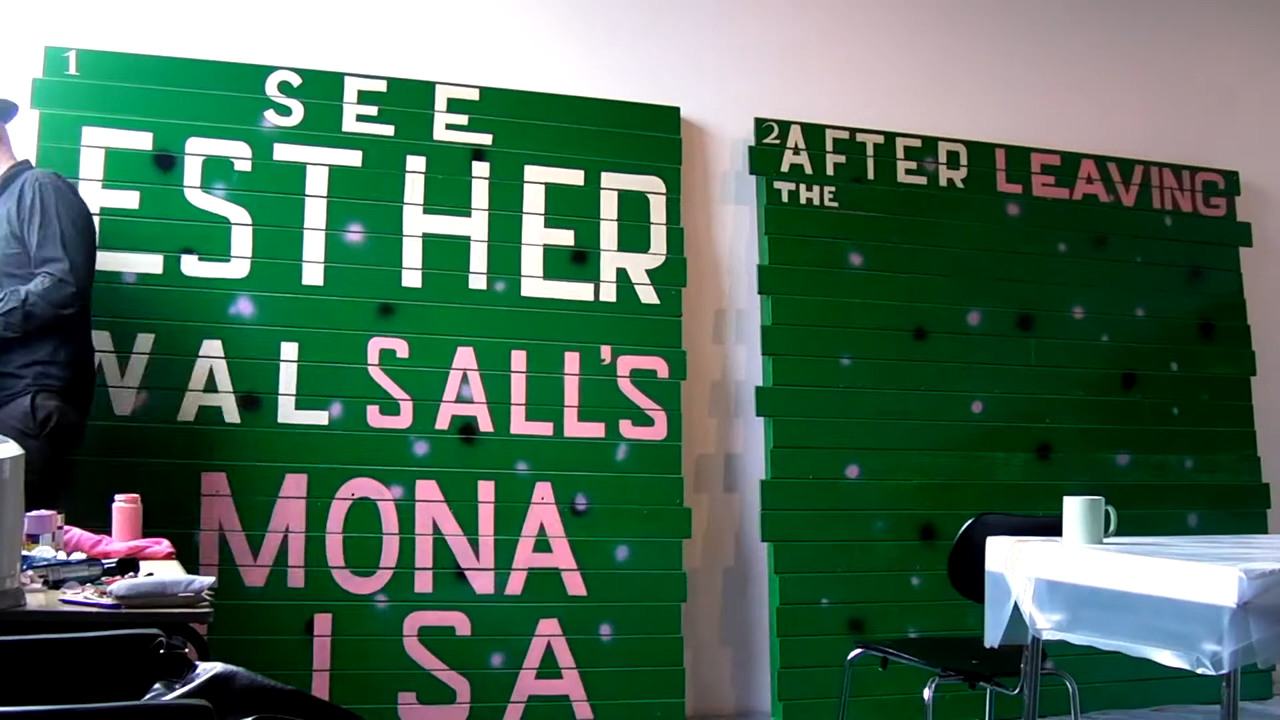 1
SEE
ESTHER
WALSALL'S
MONA
LISA
2
AFTER LEAVING
THE